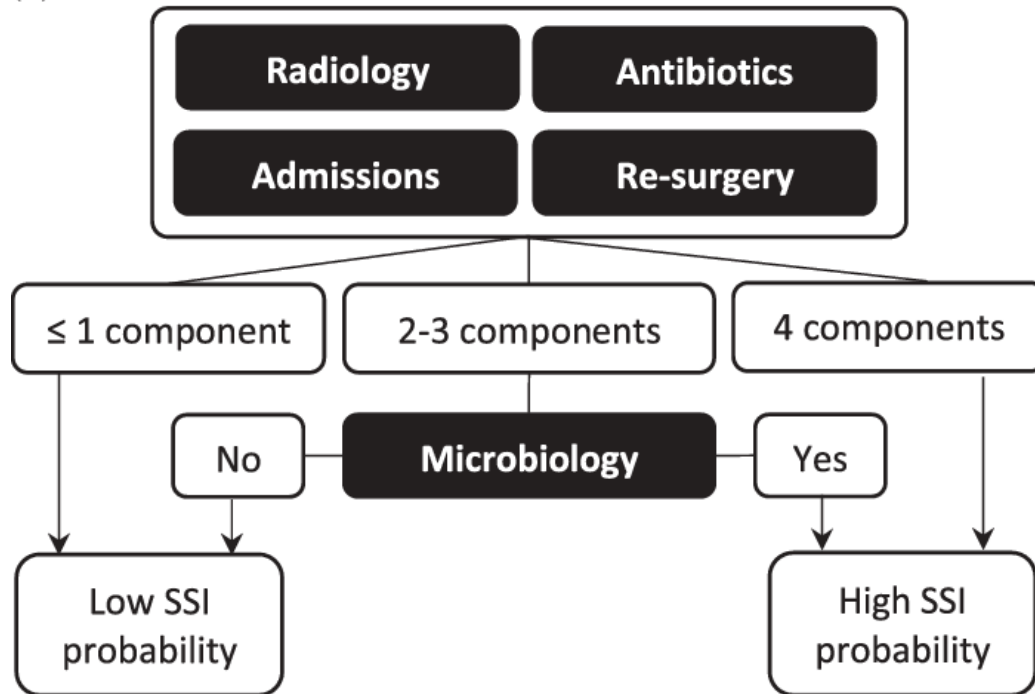 Radiology
Antibiotics
Admissions
Re-surgery
≤ 1 component
2-3 components
4 components
No
Microbiology
Yes
Low SSI
probability
High SSI
probability